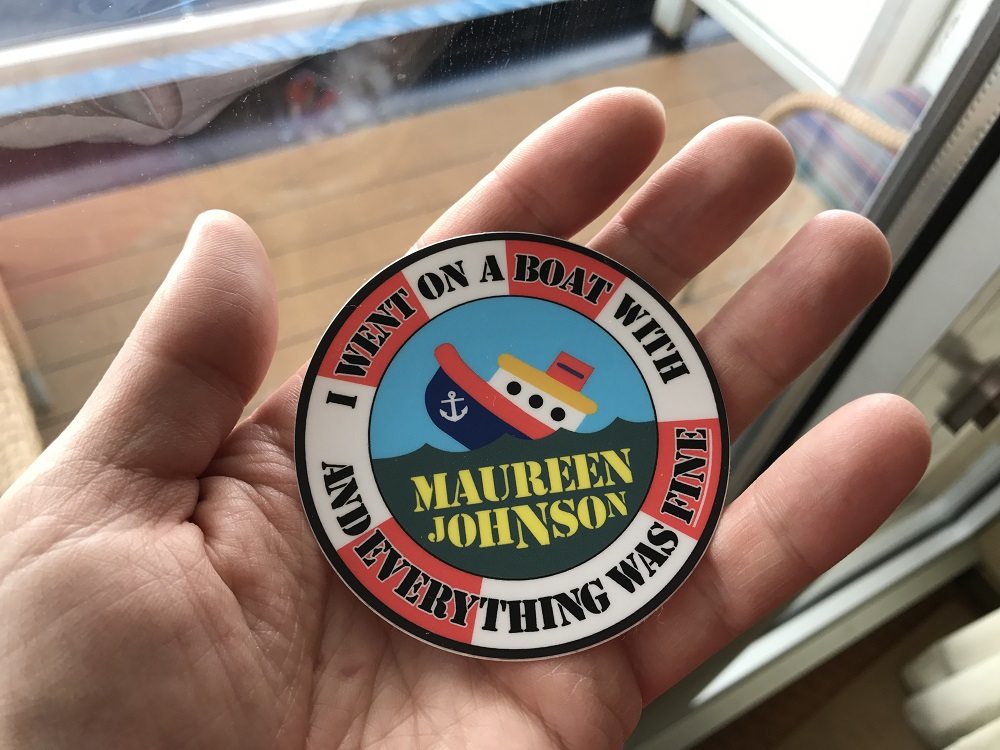 I WENT ON A BOAT WITH
MAUREEN
JOHNSON
AND EVERYTHING WAS FINE